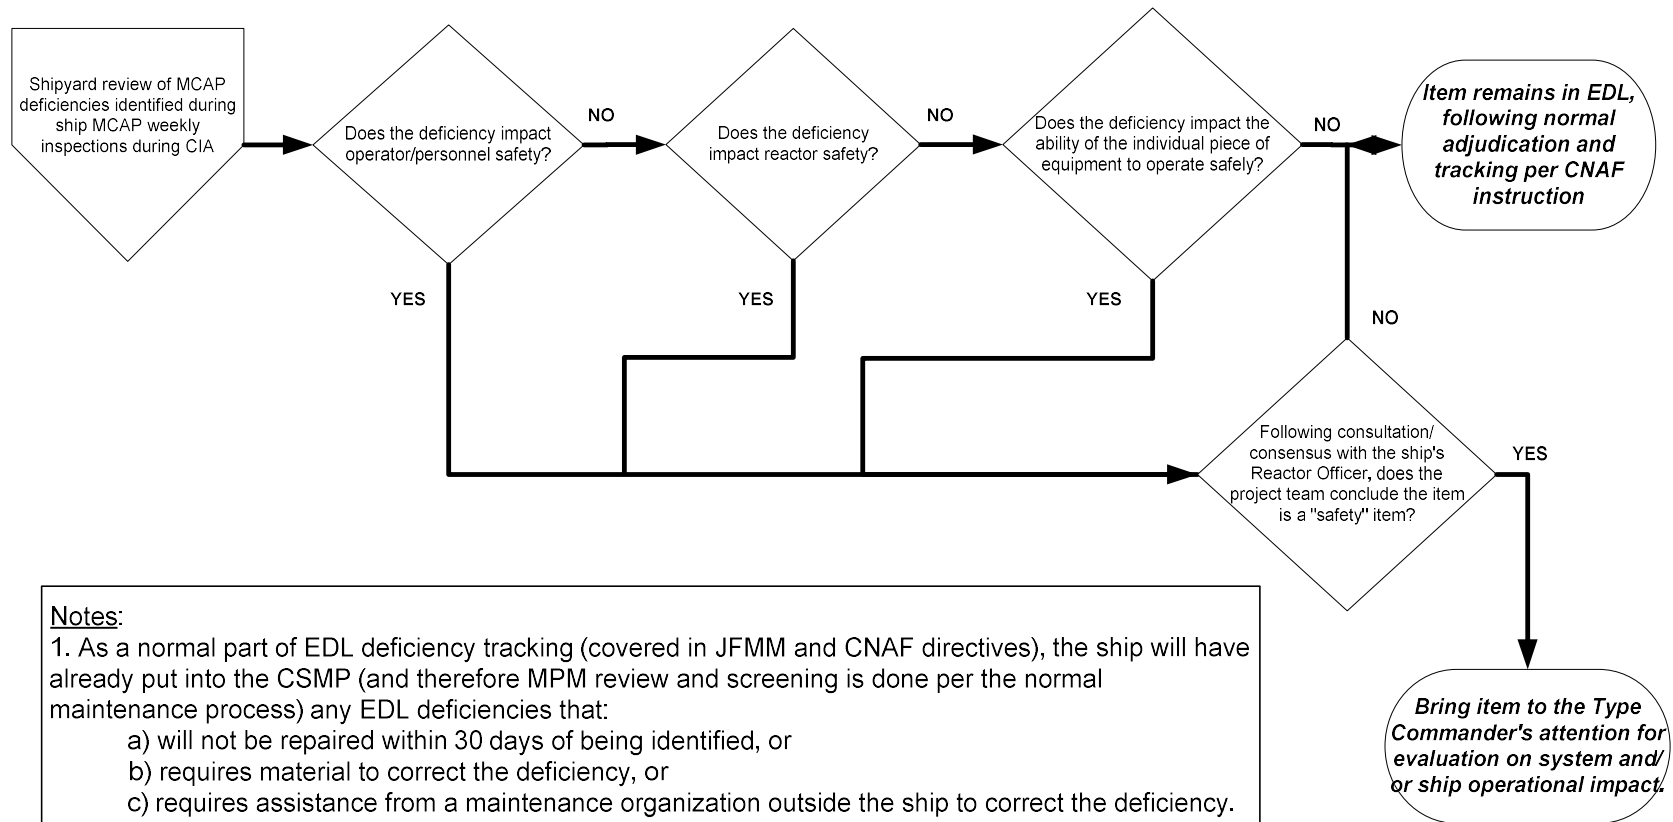 Shipyard review of MCAP
deficiencies identified during
ship MCAP weekly
inspections during CIA
Does the deficiency impact
operator/personnel safety?
NO
Does the deficiency
impact reactor safety?
NO
Does the deficiency impact the
ability of the individual piece of
equipment to operate safely?
NO
Item remains in EDL,
following normal
adjudication and
tracking per CNAF
instruction
YES
YES
YES
NO
Following consultation/
consensus with the ship's
Reactor Officer, does the
project team conclude the item
is a "safety" item?
YES
Bring item to the Type
Commander's attention for
evaluation on system and/
or ship operational impact.
Notes:
1. As a normal part of EDL deficiency tracking (covered in JFMM and CNAF directives), the ship will have
already put into the CSMP (and therefore MPM review and screening is done per the normal
maintenance process) any EDL deficiencies that:
a) will not be repaired within 30 days of being identified, or
b) requires material to correct the deficiency, or
c) requires assistance from a maintenance organization outside the ship to correct the deficiency.